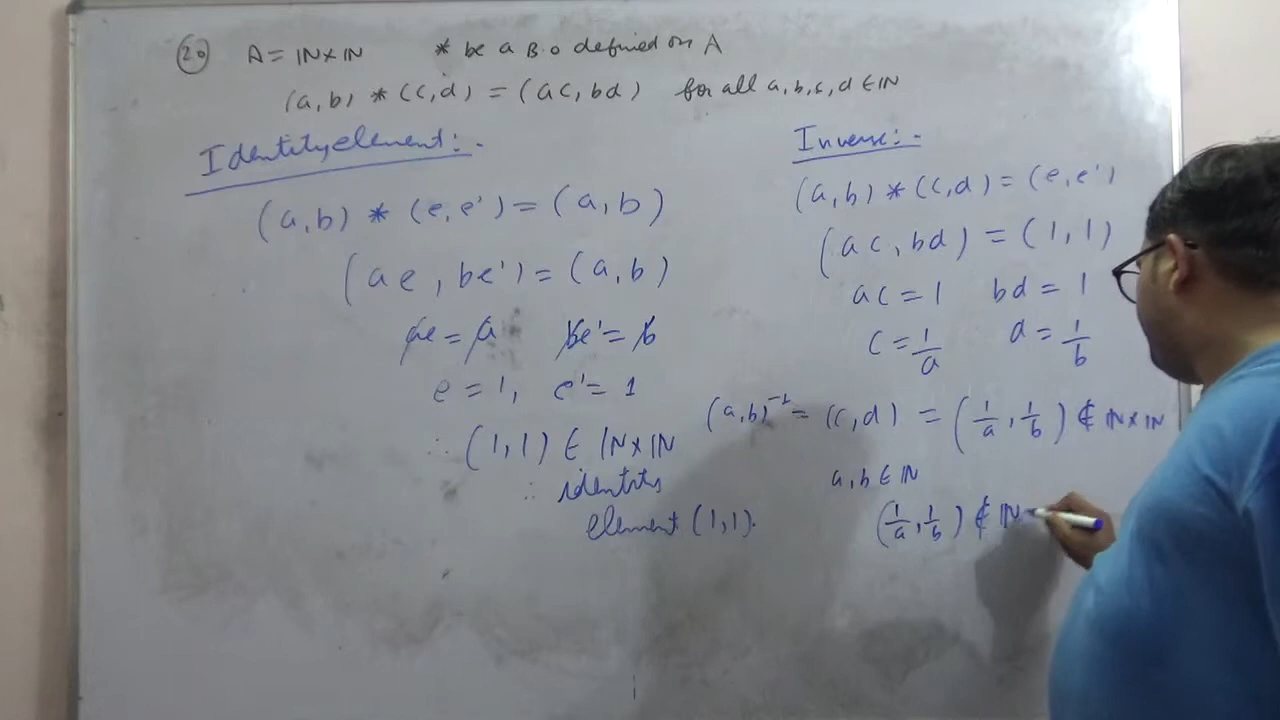 20 A = IN×IN * be a B.O defined on A
(a,b) * (c,d) = (ac, bd) for all a,b,c,d ∈ IN
Identity element:-
(a,b) * (e,e') = (a,b)
(ae, be') = (a,b)
ae = a be' = b
e = 1, e' = 1
∴ (1,1) ∈ IN×IN
∴ identity
element (1,1).
Inverse:-
(a,b) * (c,d) = (e,e')
(ac, bd) = (1,1)
ac = 1 bd = 1
c = 1/a d = 1/b
(a,b)⁻¹ = (c,d) = (1/a, 1/b) ∉ IN×IN
a,b ∈ IN
(1/a, 1/b) ∉ IN